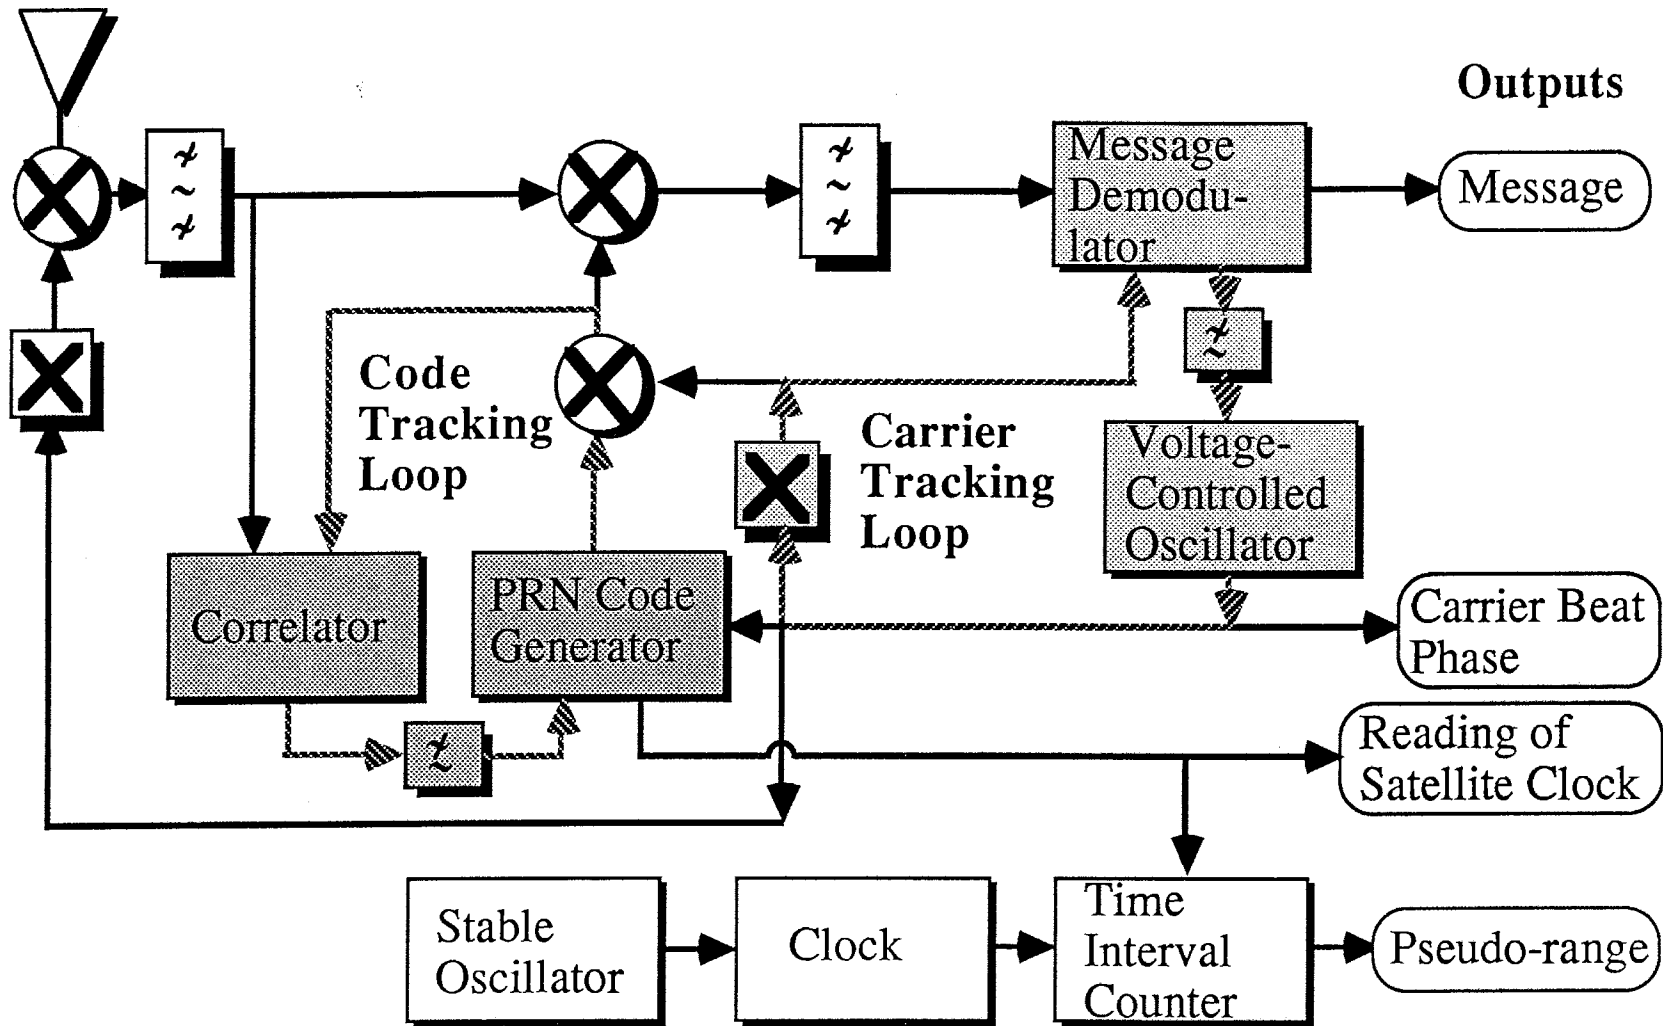 Outputs
Message
Demodu-
lator
Message
Code
Tracking
Loop
Carrier
Tracking
Loop
Voltage-
Controlled
Oscillator
Correlator
PRN Code
Generator
Carrier Beat
Phase
Reading of
Satellite Clock
Stable
Oscillator
Clock
Time
Interval
Counter
Pseudo-range